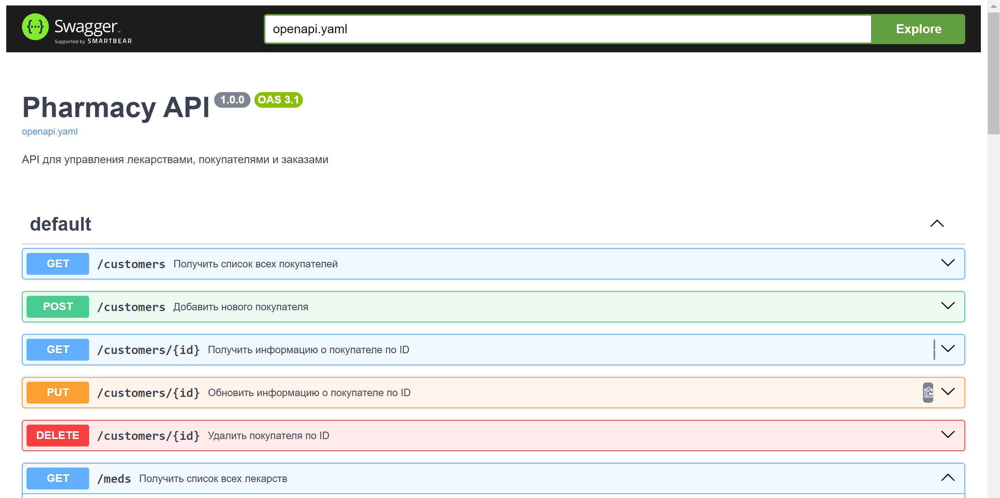 Swagger
Supported by SMARTBEAR
openapi.yaml
Explore
Pharmacy API 1.0.0 OAS 3.1
openapi.yaml
API для управления лекарствами, покупателями и заказами
default
GET /customers Получить список всех покупателей
POST /customers Добавить нового покупателя
GET /customers/{id} Получить информацию о покупателе по ID
PUT /customers/{id} Обновить информацию о покупателе по ID
DELETE /customers/{id} Удалить покупателя по ID
GET /meds Получить список всех лекарств